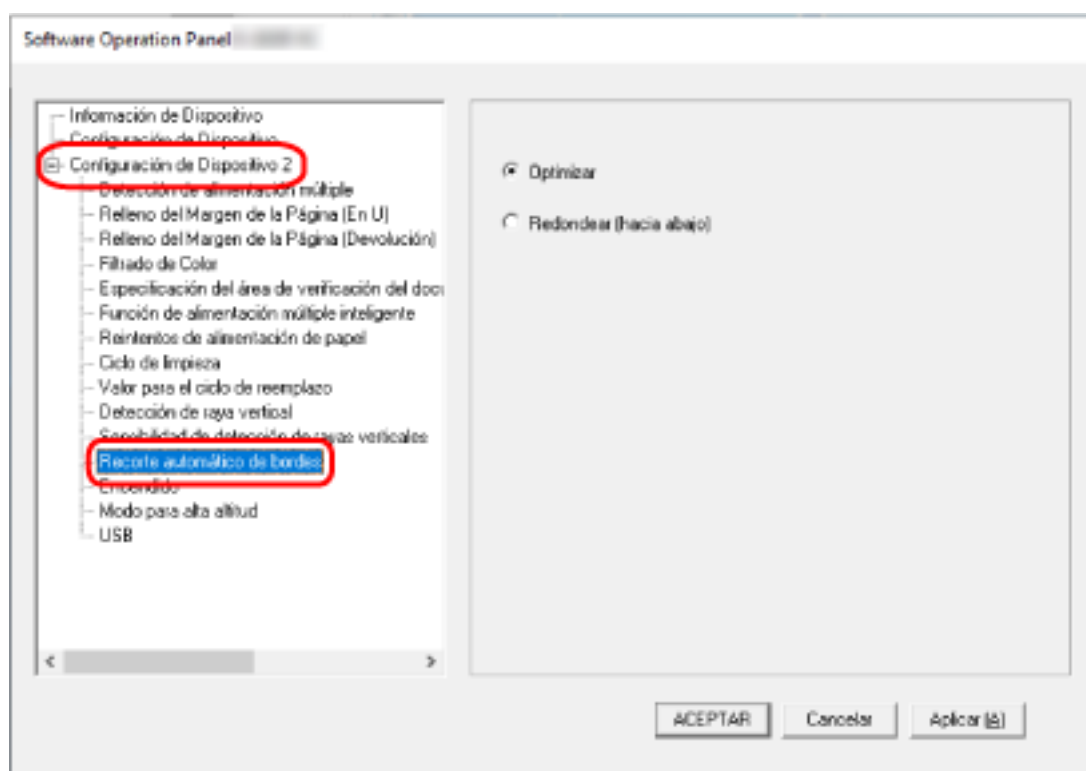 Software Operation Panel
Información de Dispositivo
Configuración de Dispositivo
Configuración de Dispositivo 2
Detección de alimentación múltiple
Relleno del Margen de la Página (En U)
Relleno del Margen de la Página (Devolución)
Filtrado de Color
Especificación del área de verificación del docu
Función de alimentación múltiple inteligente
Reintentos de alimentación de papel
Ciclo de limpieza
Valor para el ciclo de reemplazo
Detección de raya vertical
Sensibilidad de detección de rayas verticales
Recorte automático de bordes
Encendido
Modo para alta altitud
USB
Optimizar
Redondear (hacia abajo)
ACEPTAR Cancelar Aplicar (A)